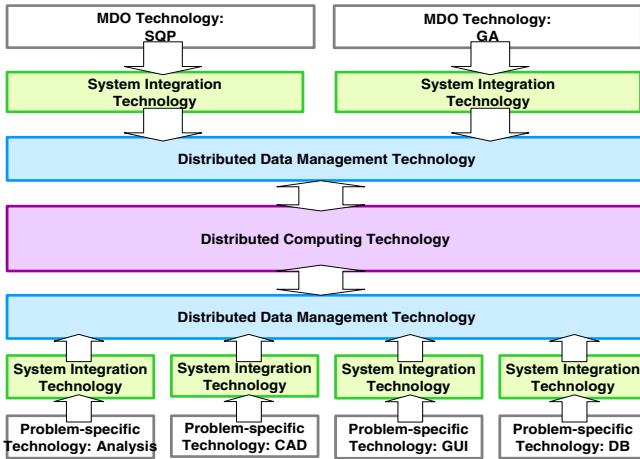 MDO Technology:
SQP
MDO Technology:
GA
System Integration
Technology
System Integration
Technology
Distributed Data Management Technology
Distributed Computing Technology
Distributed Data Management Technology
System Integration
Technology
System Integration
Technology
System Integration
Technology
System Integration
Technology
Problem-specific
Technology: Analysis
Problem-specific
Technology: CAD
Problem-specific
Technology: GUI
Problem-specific
Technology: DB